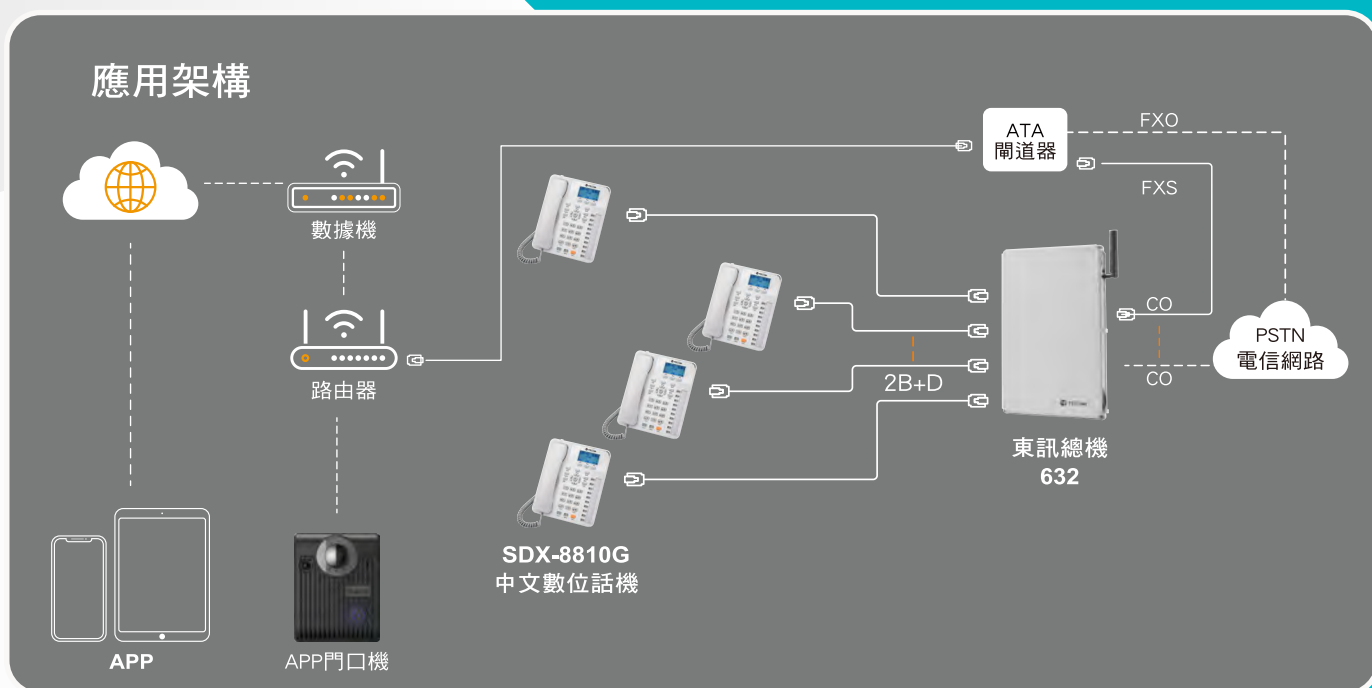 應用架構
ATA
閘道器
FXO
FXS
數據機
CO
PSTN
電信網路
CO
路由器
2B+D
東訊總機
632
SDX-8810G
中文數位話機
APP
APP門口機